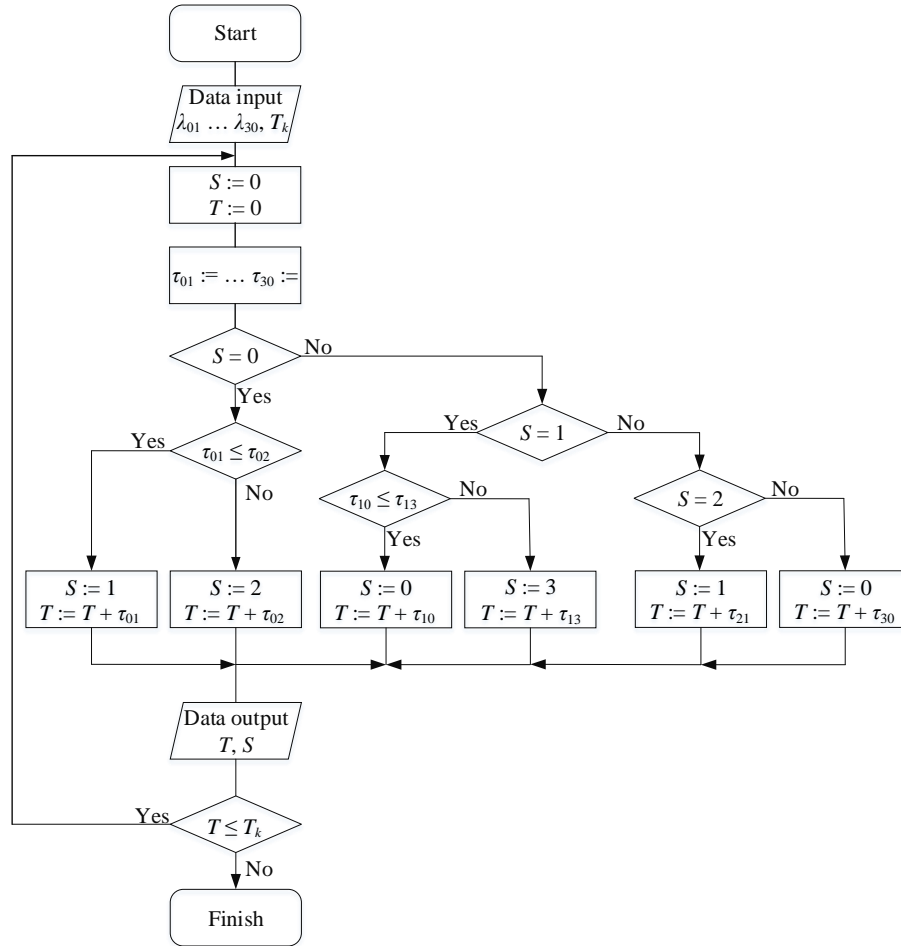 Start
Data input
λ01 … λ30, Tk
S := 0
T := 0
τ01 := … τ30 :=
S = 0
No
Yes
Yes
S = 1
No
Yes
τ01 ≤ τ02
No
τ10 ≤ τ13
No
S = 2
No
Yes
Yes
S := 1
T := T + τ01
S := 2
T := T + τ02
S := 0
T := T + τ10
S := 3
T := T + τ13
S := 1
T := T + τ21
S := 0
T := T + τ30
Data output
T, S
Yes
T ≤ Tk
No
Finish